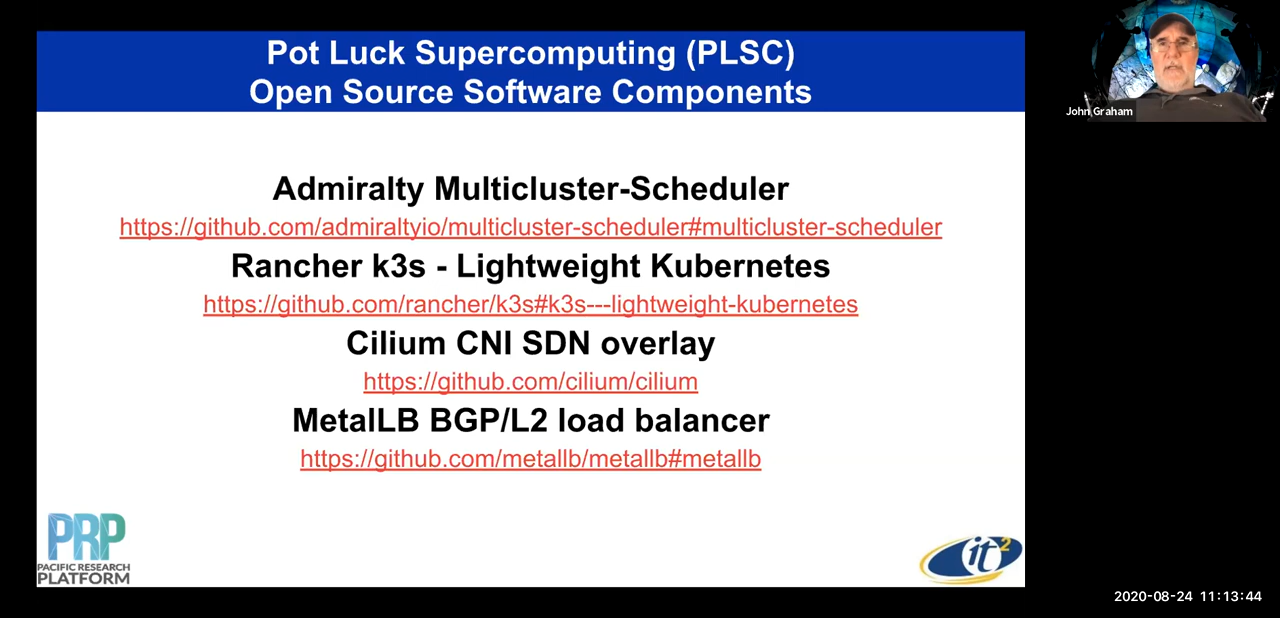 Pot Luck Supercomputing (PLSC)
Open Source Software Components
John Graham
Admiralty Multicluster-Scheduler
https://github.com/admiraltyio/multicluster-scheduler#multicluster-scheduler
Rancher k3s - Lightweight Kubernetes
https://github.com/rancher/k3s#k3s---lightweight-kubernetes
Cilium CNI SDN overlay
https://github.com/cilium/cilium
MetalLB BGP/L2 load balancer
https://github.com/metallb/metallb#metallb
PRP
PACIFIC RESEARCH
PLATFORM
it2
2020-08-24 11:13:44